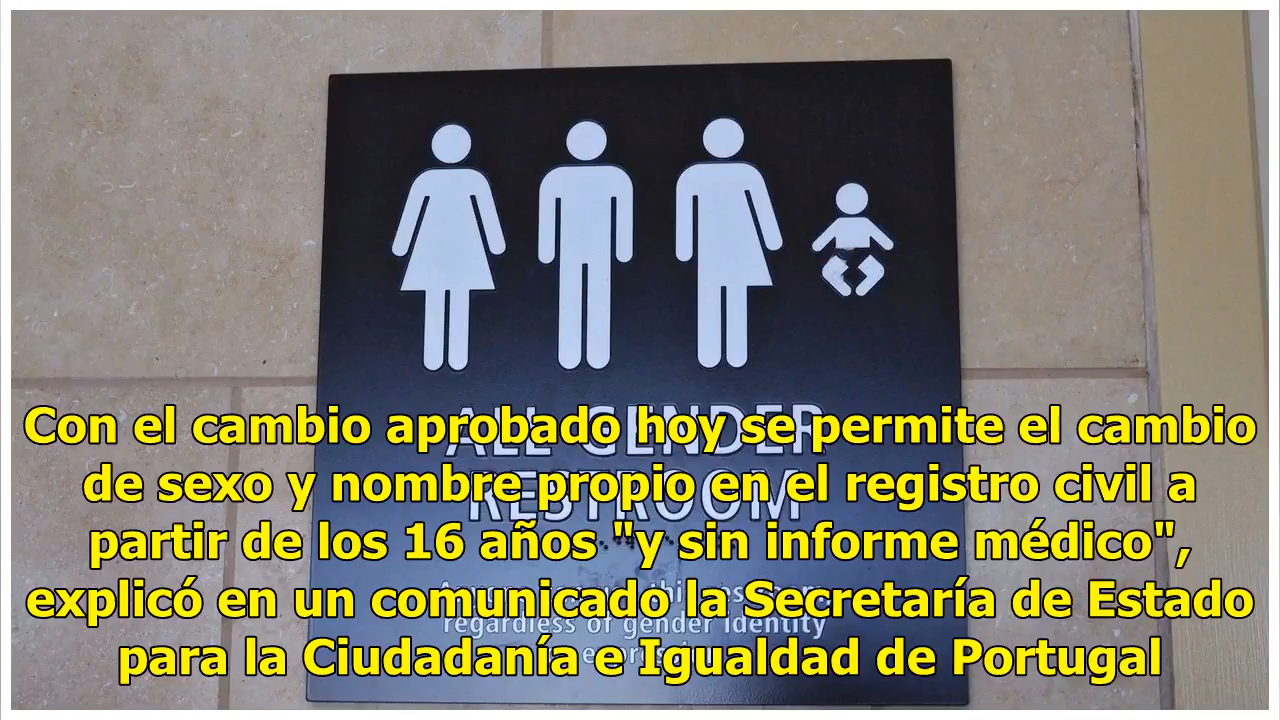 ALL GENDER
RESTROOM
regardless of gender identity
Con el cambio aprobado hoy se permite el cambio
de sexo y nombre propio en el registro civil a
partir de los 16 años "y sin informe médico",
explicó en un comunicado la Secretaría de Estado
para la Ciudadanía e Igualdad de Portugal